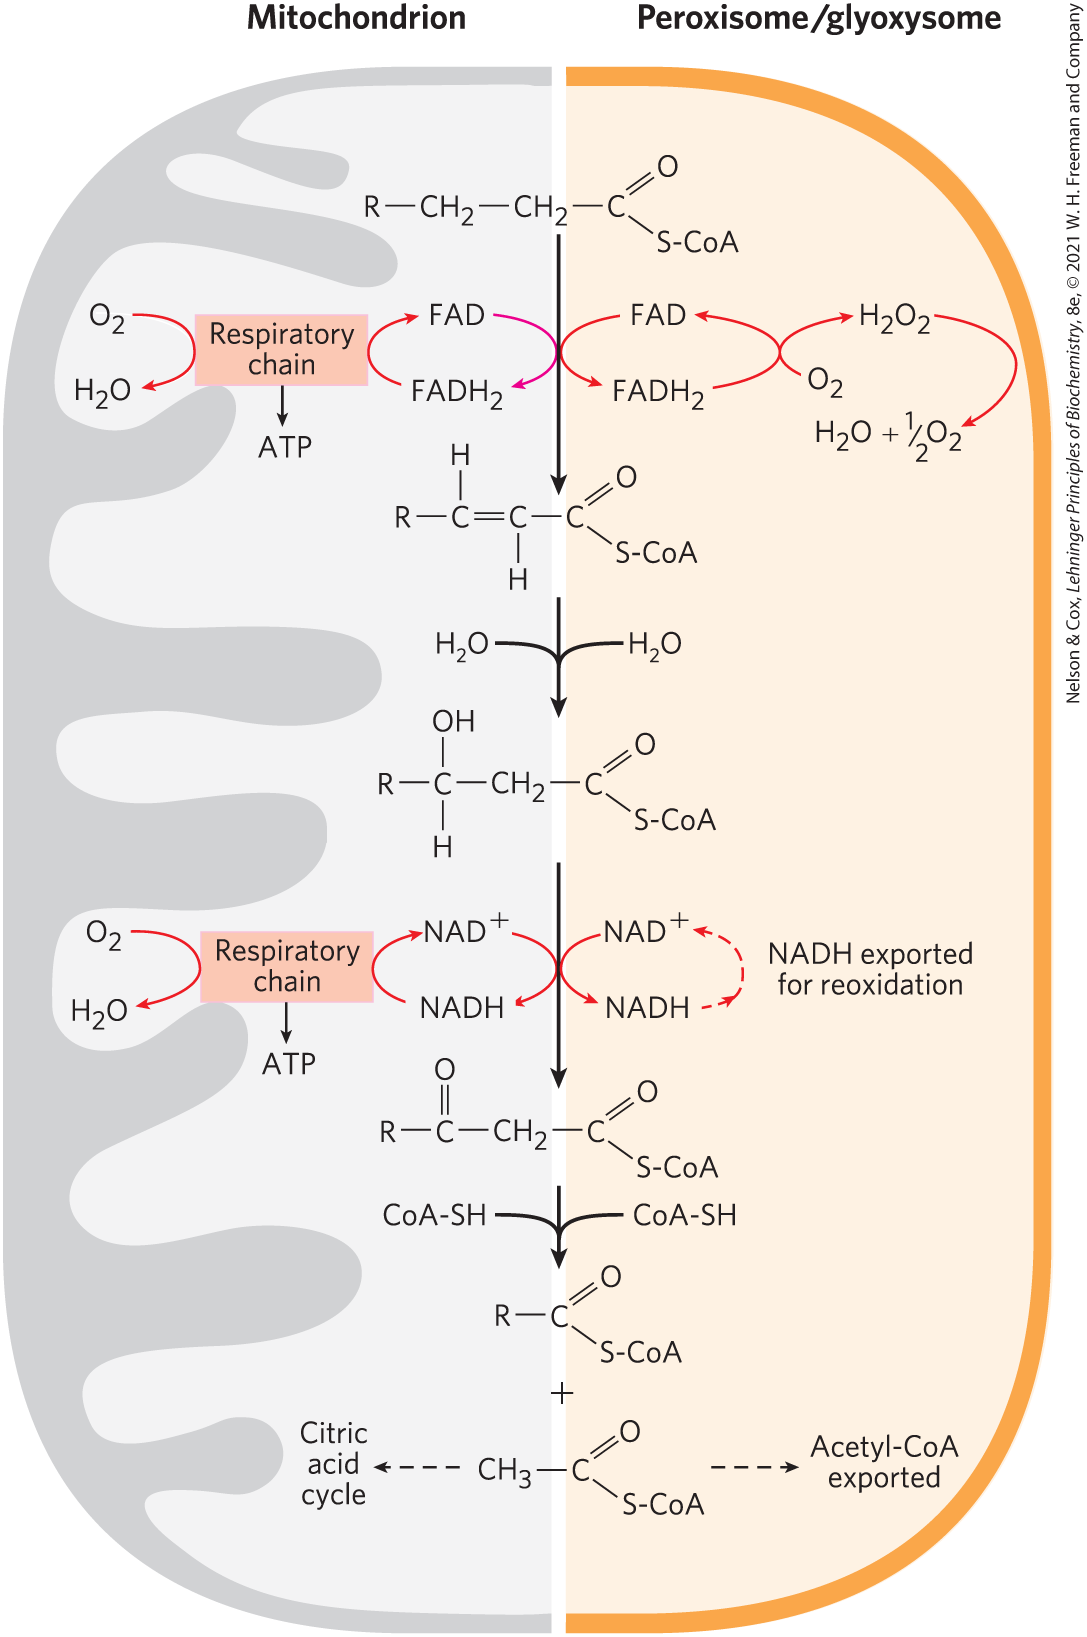 Mitochondrion
Peroxisome/glyoxysome
R—CH₂—CH₂—C
O
S-CoA
O₂
Respiratory
chain
H₂O
ATP
FAD
FADH₂
FAD
FADH₂
H₂O₂
O₂
H₂O + ½O₂
H
R—C=C—C
O
S-CoA
H
H₂O
H₂O
OH
R—C—CH₂—C
O
S-CoA
H
O₂
Respiratory
chain
H₂O
ATP
NAD⁺
NADH
NAD⁺
NADH
NADH exported
for reoxidation
O
R—C—CH₂—C
O
S-CoA
CoA-SH
CoA-SH
R—C
O
S-CoA
+
Citric
acid
cycle
CH₃—C
O
S-CoA
Acetyl-CoA
exported
Nelson & Cox, Lehninger Principles of Biochemistry, 8e, © 2021 W. H. Freeman and Company